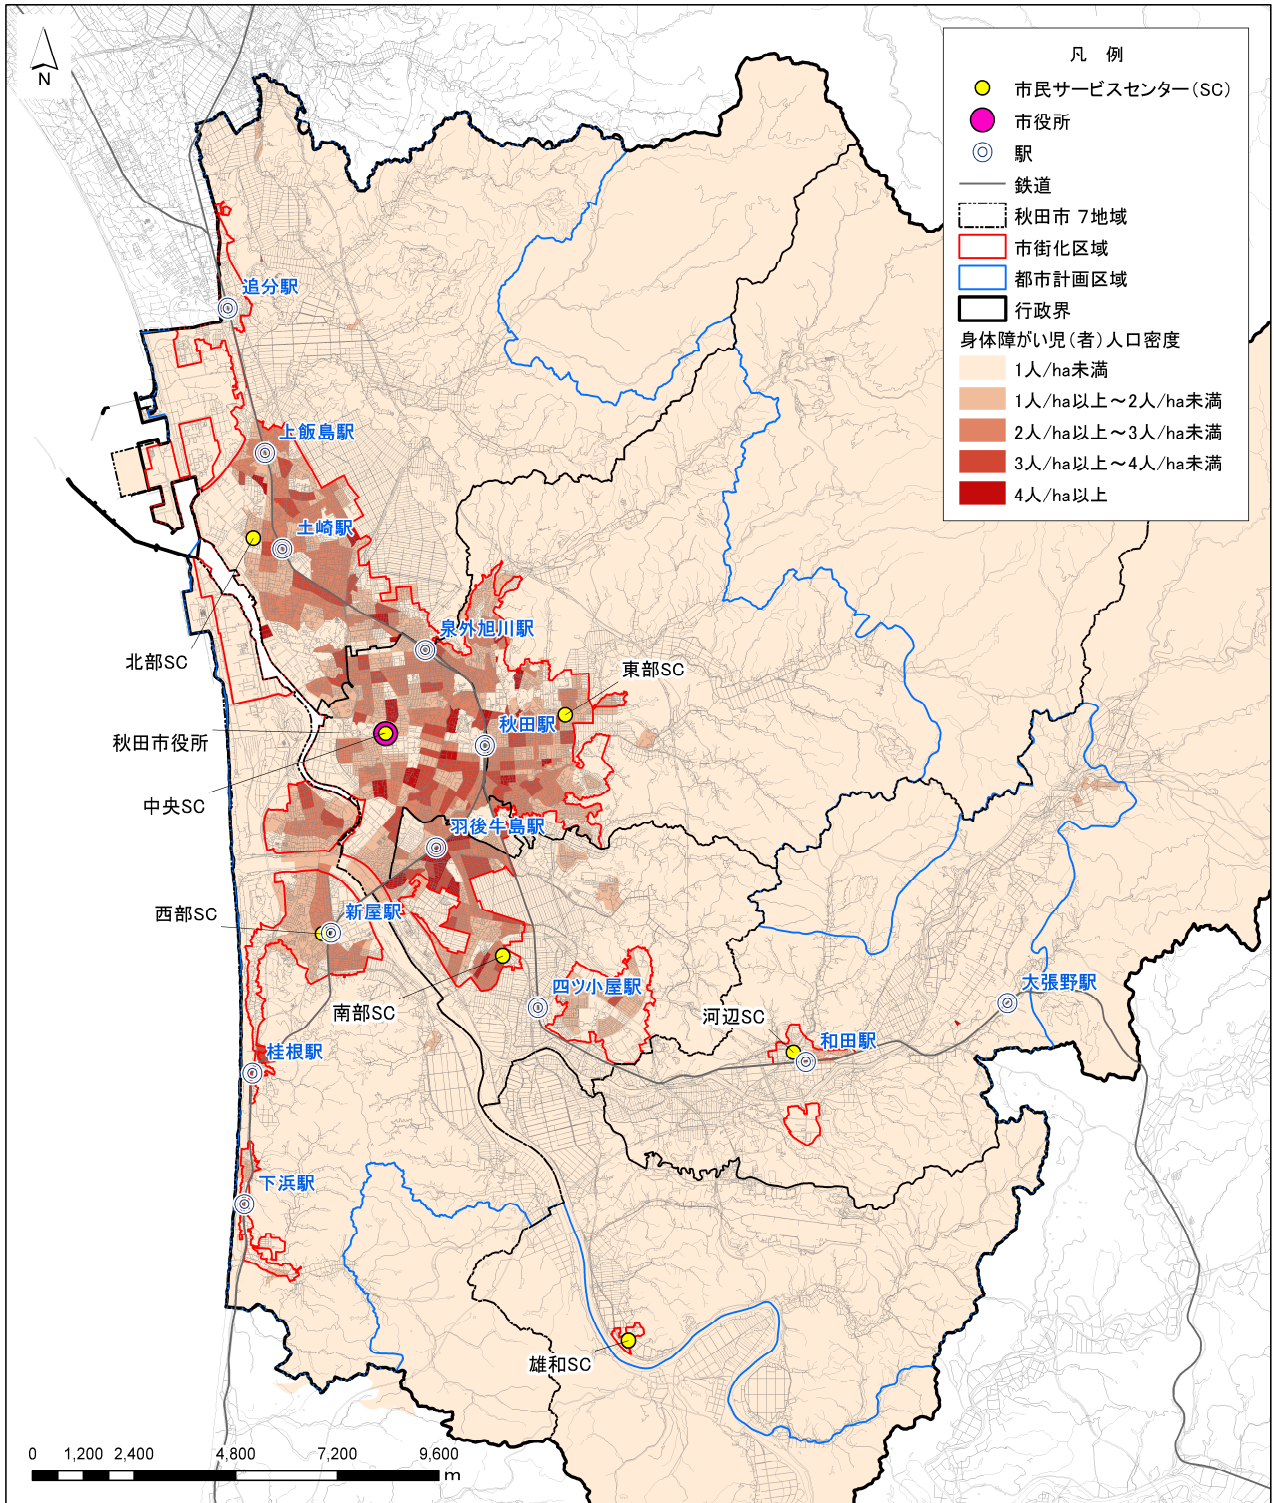 N
凡 例
市民サービスセンター(SC)
市役所
駅
鉄道
秋田市 7地域
市街化区域
都市計画区域
行政界
身体障がい児(者)人口密度
1人/ha未満
1人/ha以上~2人/ha未満
2人/ha以上~3人/ha未満
3人/ha以上~4人/ha未満
4人/ha以上
追分駅
上飯島駅
土崎駅
泉外旭川駅
北部SC
東部SC
秋田駅
秋田市役所
中央SC
羽後牛島駅
西部SC
新屋駅
南部SC
四ツ小屋駅
大張野駅
河辺SC
和田駅
桂根駅
下浜駅
雄和SC
0 1,200 2,400 4,800 7,200 9,600
m